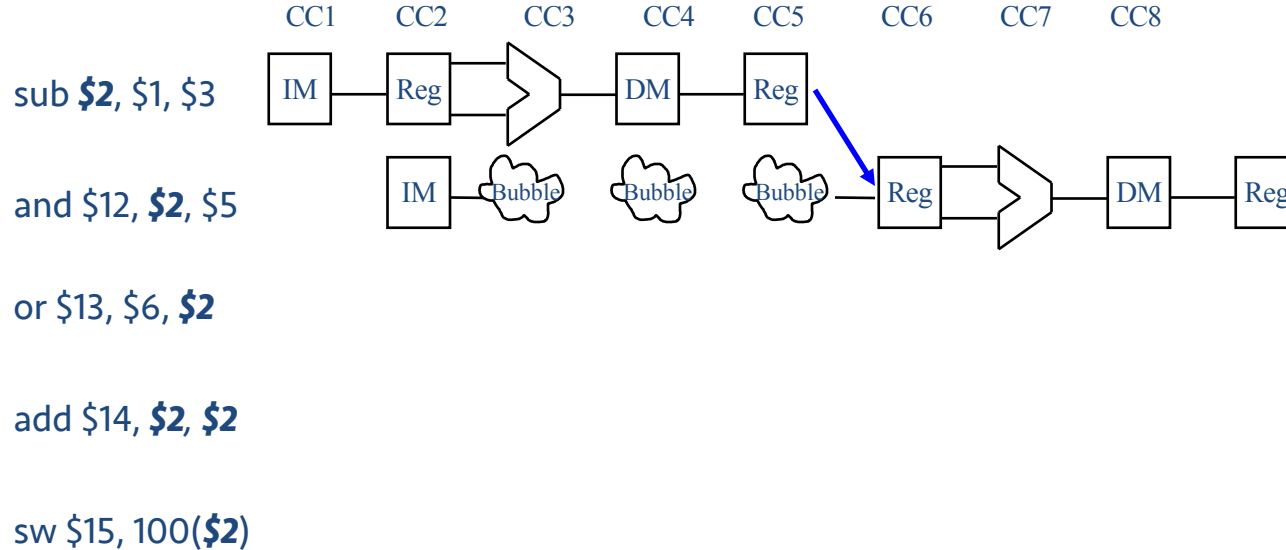 CC1 CC2 CC3 CC4 CC5 CC6 CC7 CC8
sub $2, $1, $3 IM Reg DM Reg
and $12, $2, $5 IM Bubble Bubble Bubble Reg DM Reg
or $13, $6, $2
add $14, $2, $2
sw $15, 100($2)